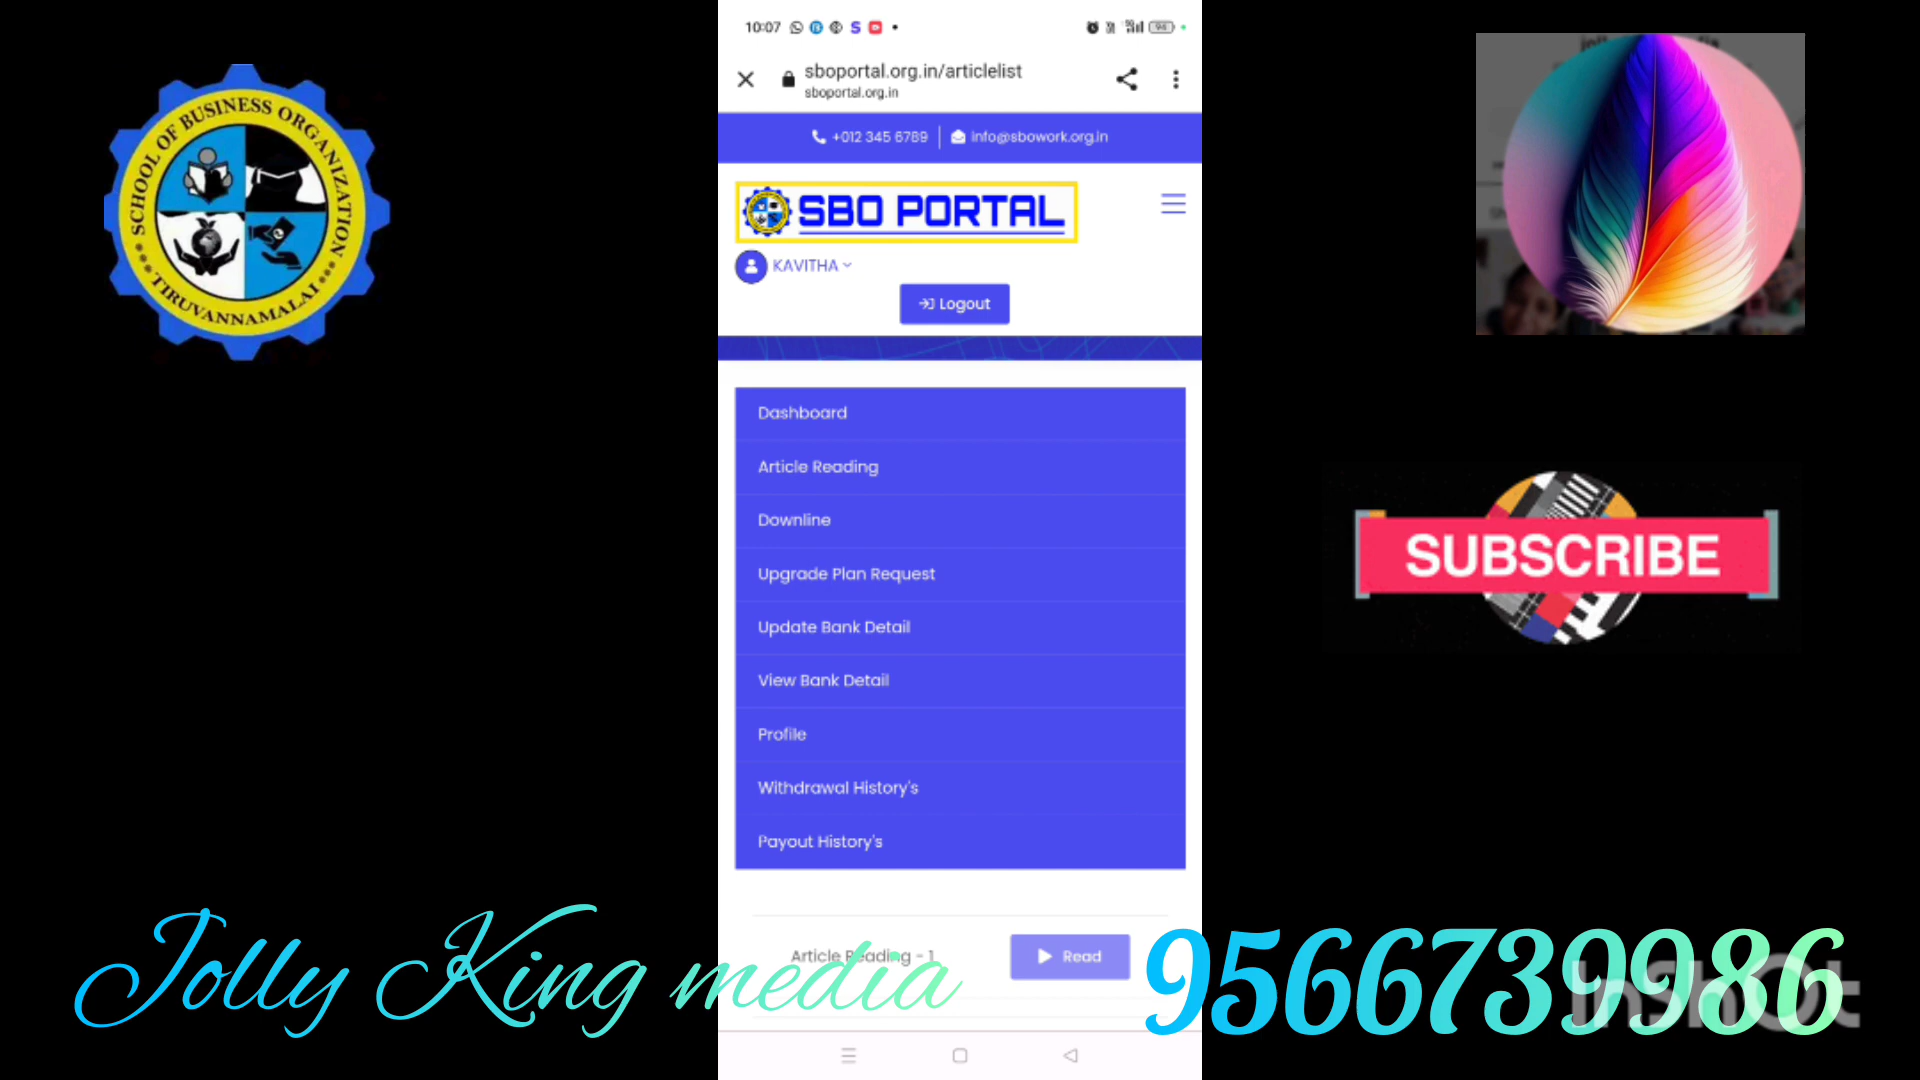 SCHOOL OF BUSINESS ORGANIZATION
TIRUVANNAMALAI
10:07
94
sboportal.org.in/articlelist
sboportal.org.in
+012 345 6789
info@sbowork.org.in
SBO PORTAL
KAVITHA
Logout
Dashboard
Article Reading
Downline
Upgrade Plan Request
Update Bank Detail
View Bank Detail
Profile
Withdrawal History's
Payout History's
Article Reading - 1
Read
SUBSCRIBE
Jolly King media
9566739986
InShOt